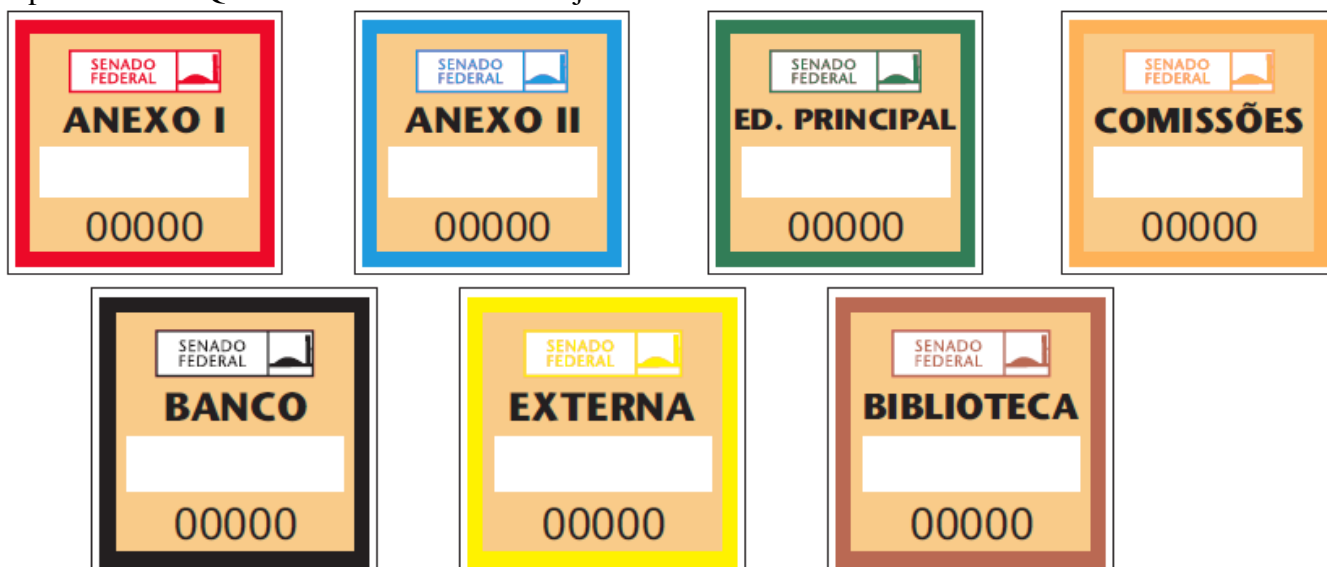 SENADO
FEDERAL
ANEXO I
00000
SENADO
FEDERAL
ANEXO II
00000
SENADO
FEDERAL
ED. PRINCIPAL
00000
SENADO
FEDERAL
COMISSÕES
00000
SENADO
FEDERAL
BANCO
00000
SENADO
FEDERAL
EXTERNA
00000
SENADO
FEDERAL
BIBLIOTECA
00000